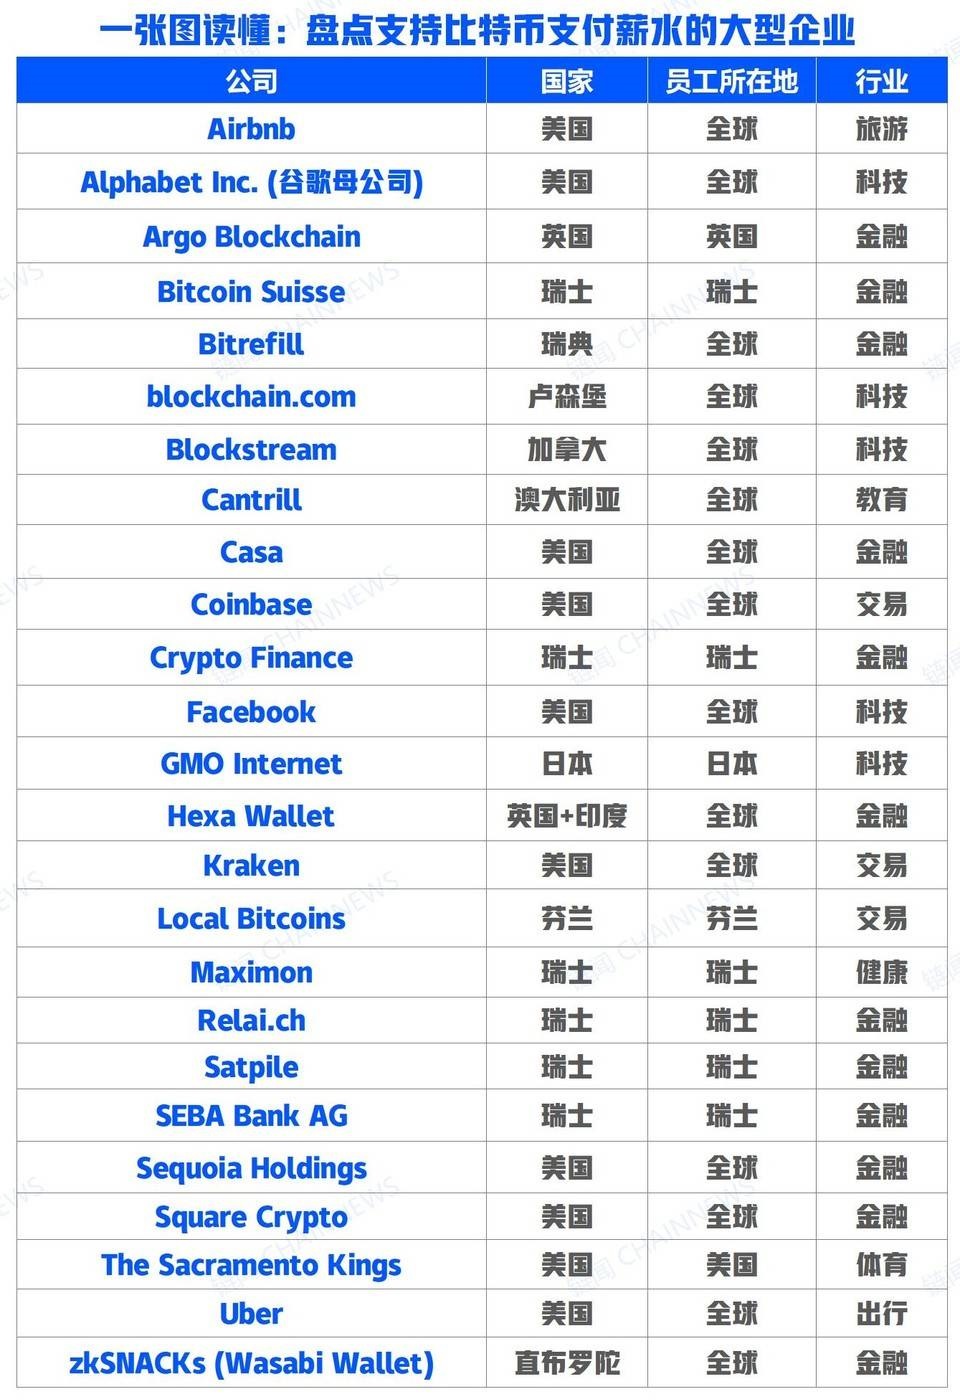 一张图读懂：盘点支持比特币支付薪水的大型企业
公司 国家 员工所在地 行业
Airbnb 美国 全球 旅游
Alphabet Inc. (谷歌母公司) 美国 全球 科技
Argo Blockchain 英国 英国 金融
Bitcoin Suisse 瑞士 瑞士 金融
Bitrefill 瑞典 全球 金融
blockchain.com 卢森堡 全球 科技
Blockstream 加拿大 全球 科技
Cantrill 澳大利亚 全球 教育
Casa 美国 全球 金融
Coinbase 美国 全球 交易
Crypto Finance 瑞士 瑞士 金融
Facebook 美国 全球 科技
GMO Internet 日本 日本 科技
Hexa Wallet 英国+印度 全球 金融
Kraken 美国 全球 交易
Local Bitcoins 芬兰 芬兰 交易
Maximon 瑞士 瑞士 健康
Relai.ch 瑞士 瑞士 金融
Satpile 瑞士 瑞士 金融
SEBA Bank AG 瑞士 瑞士 金融
Sequoia Holdings 美国 全球 金融
Square Crypto 美国 全球 金融
The Sacramento Kings 美国 美国 体育
Uber 美国 全球 出行
zkSNACKs (Wasabi Wallet) 直布罗陀 全球 金融
链闻 CHAINNEWS